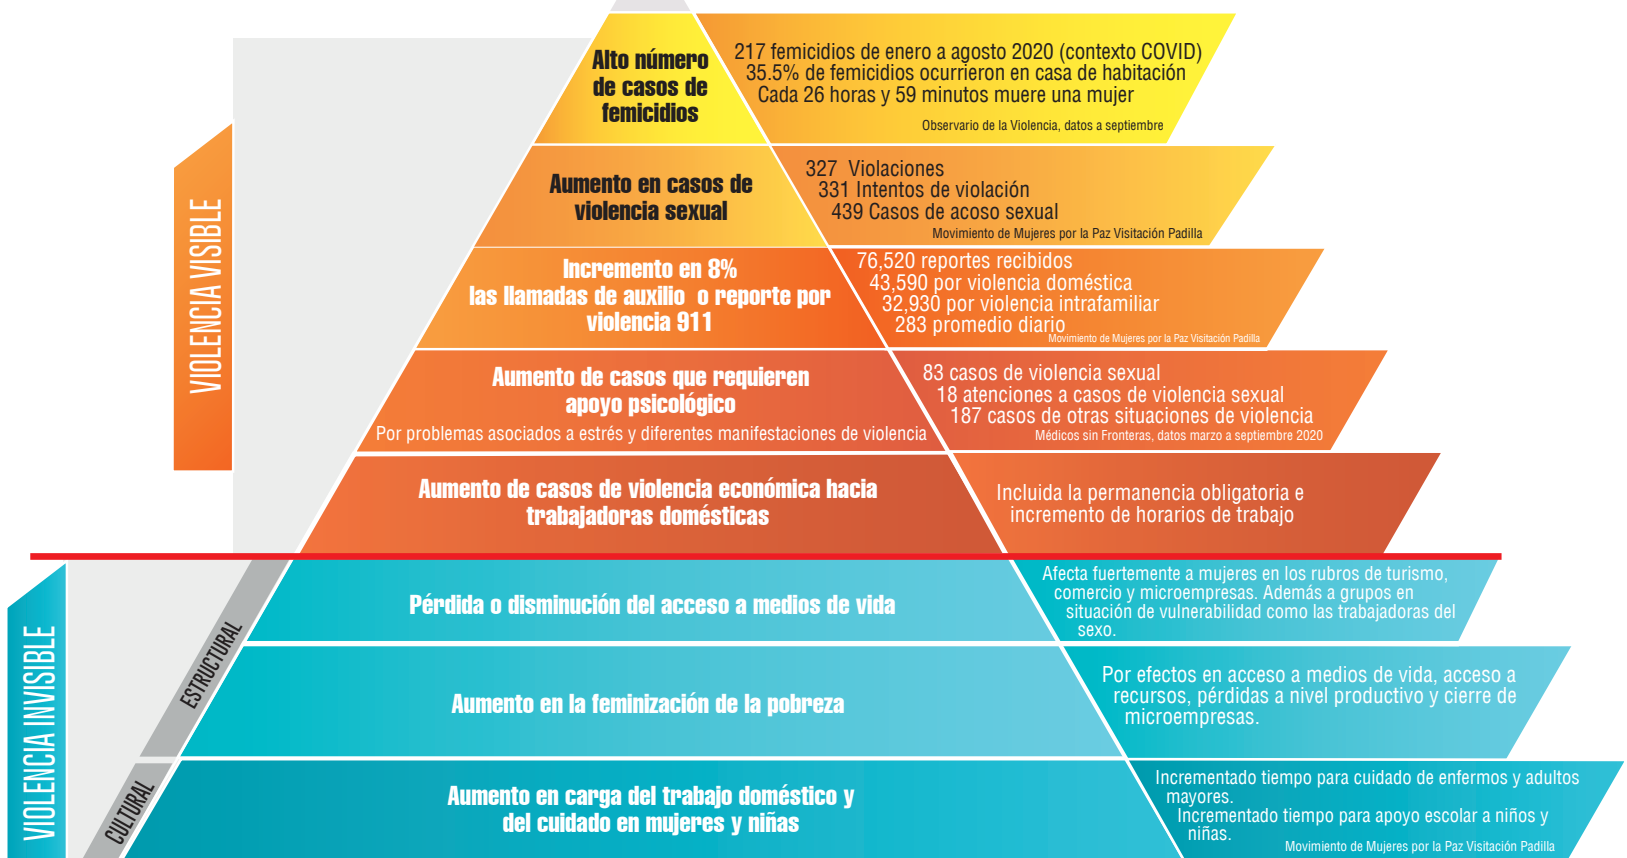 VIOLENCIA VISIBLE
Alto número
de casos de
femicidios
217 femicidios de enero a agosto 2020 (contexto COVID)
35.5% de femicidios ocurrieron en casa de habitación
Cada 26 horas y 59 minutos muere una mujer
Observario de la Violencia, datos a septiembre
Aumento en casos de
violencia sexual
327 Violaciones
331 Intentos de violación
439 Casos de acoso sexual
Movimiento de Mujeres por la Paz Visitación Padilla
Incremento en 8%
las llamadas de auxilio o reporte por
violencia 911
76,520 reportes recibidos
43,590 por violencia doméstica
32,930 por violencia intrafamiliar
283 promedio diario
Movimiento de Mujeres por la Paz Visitación Padilla
Aumento de casos que requieren
apoyo psicológico
Por problemas asociados a estrés y diferentes manifestaciones de violencia
83 casos de violencia sexual
18 atenciones a casos de violencia sexual
187 casos de otras situaciones de violencia
Médicos sin Fronteras, datos marzo a septiembre 2020
Aumento de casos de violencia económica hacia
trabajadoras domésticas
Incluida la permanencia obligatoria e
incremento de horarios de trabajo
VIOLENCIA INVISIBLE
ESTRUCTURAL
Pérdida o disminución del acceso a medios de vida
Afecta fuertemente a mujeres en los rubros de turismo,
comercio y microempresas. Además a grupos en
situación de vulnerabilidad como las trabajadoras del
sexo.
Aumento en la feminización de la pobreza
Por efectos en acceso a medios de vida, acceso a
recursos, pérdidas a nivel productivo y cierre de
microempresas.
CULTURAL
Aumento en carga del trabajo doméstico y
del cuidado en mujeres y niñas
Incrementado tiempo para cuidado de enfermos y adultos
mayores.
Incrementado tiempo para apoyo escolar a niños y
niñas.
Movimiento de Mujeres por la Paz Visitación Padilla